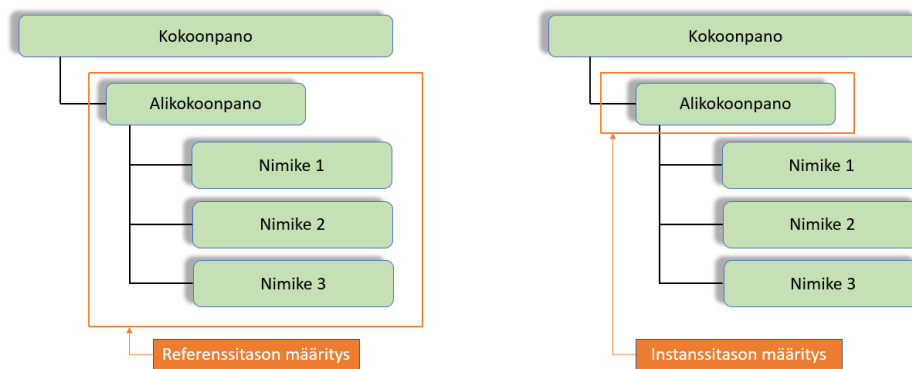 Kokoonpano
Alikokoonpano
Nimike 1
Nimike 2
Nimike 3
Referenssitason määritys
Kokoonpano
Alikokoonpano
Nimike 1
Nimike 2
Nimike 3
Instanssitason määritys